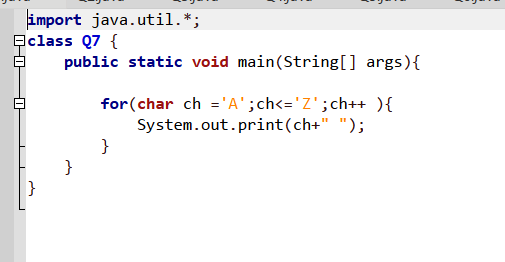 import java.util.*;
class Q7 {
    public static void main(String[] args){

        for(char ch ='A';ch<='Z';ch++ ){
            System.out.print(ch+" ");
        }
    }
}